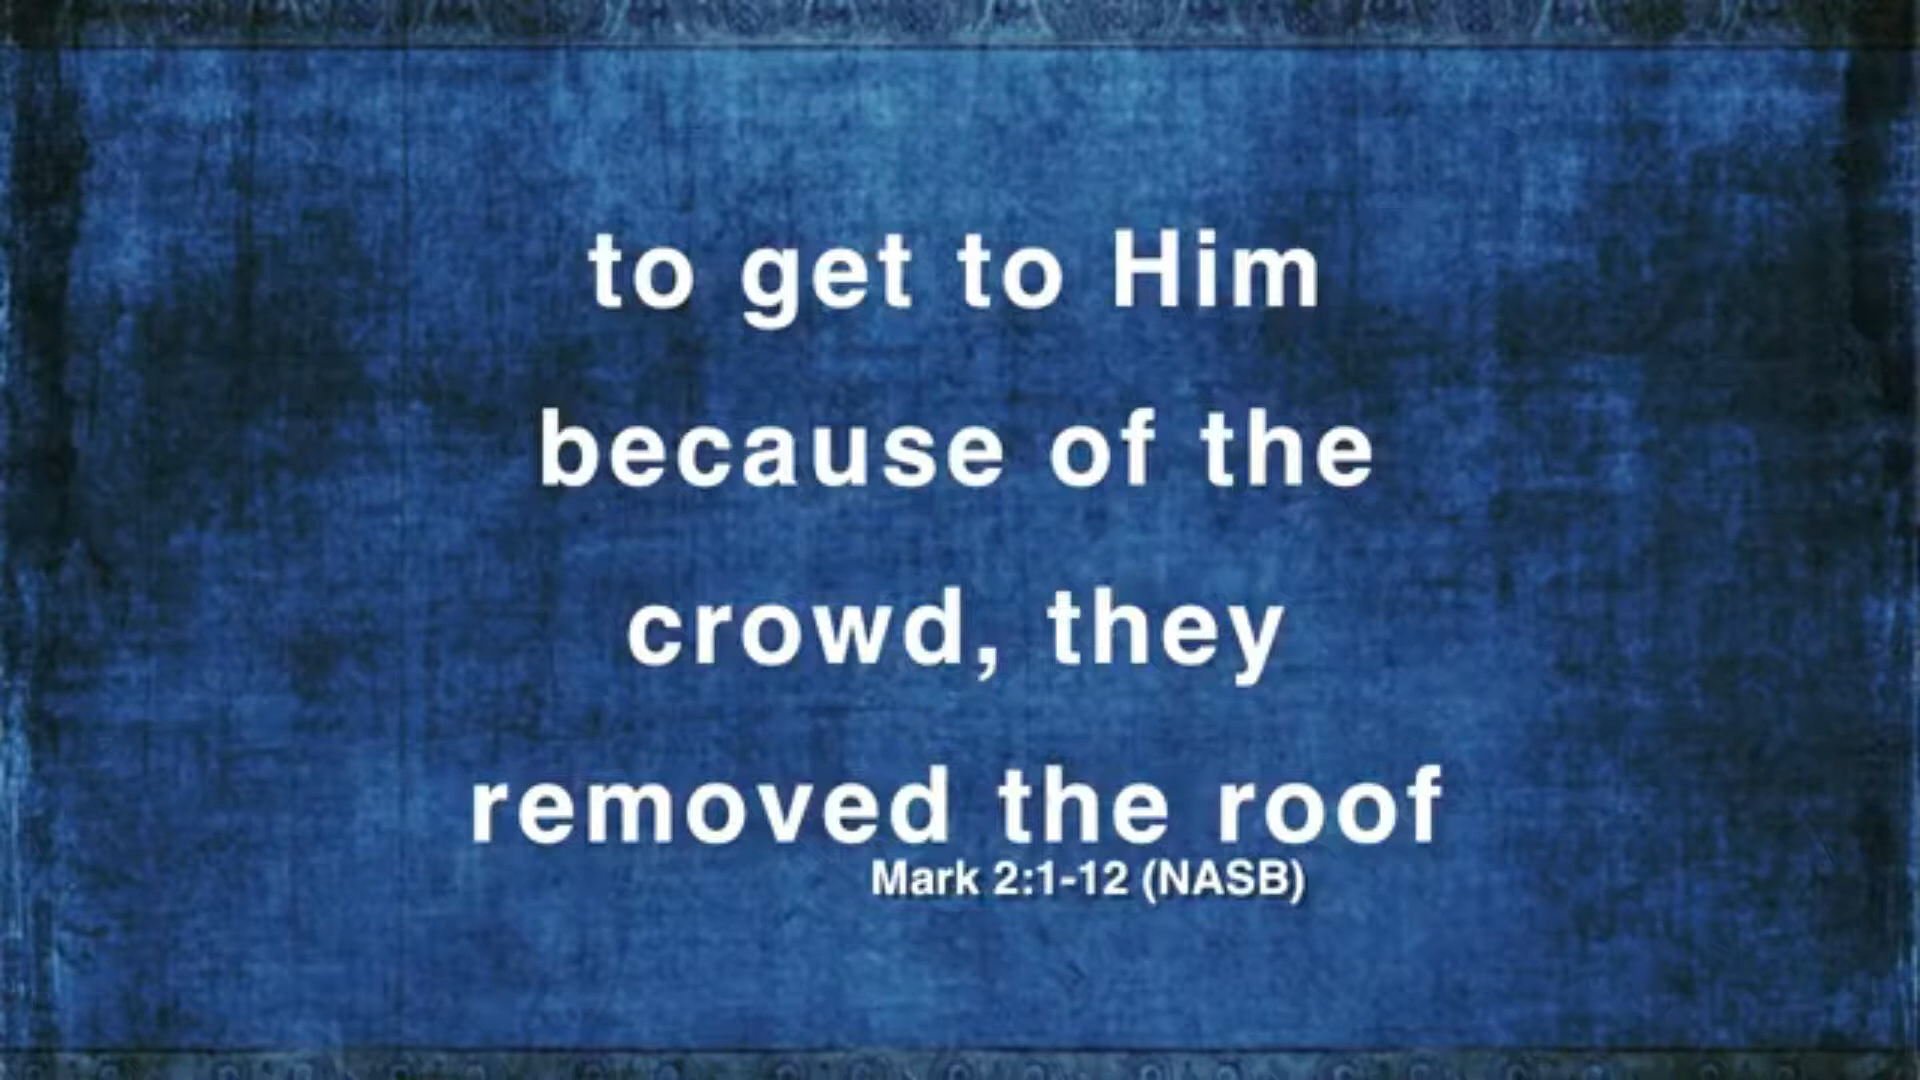 to get to Him
because of the
crowd, they
removed the roof
Mark 2:1-12 (NASB)